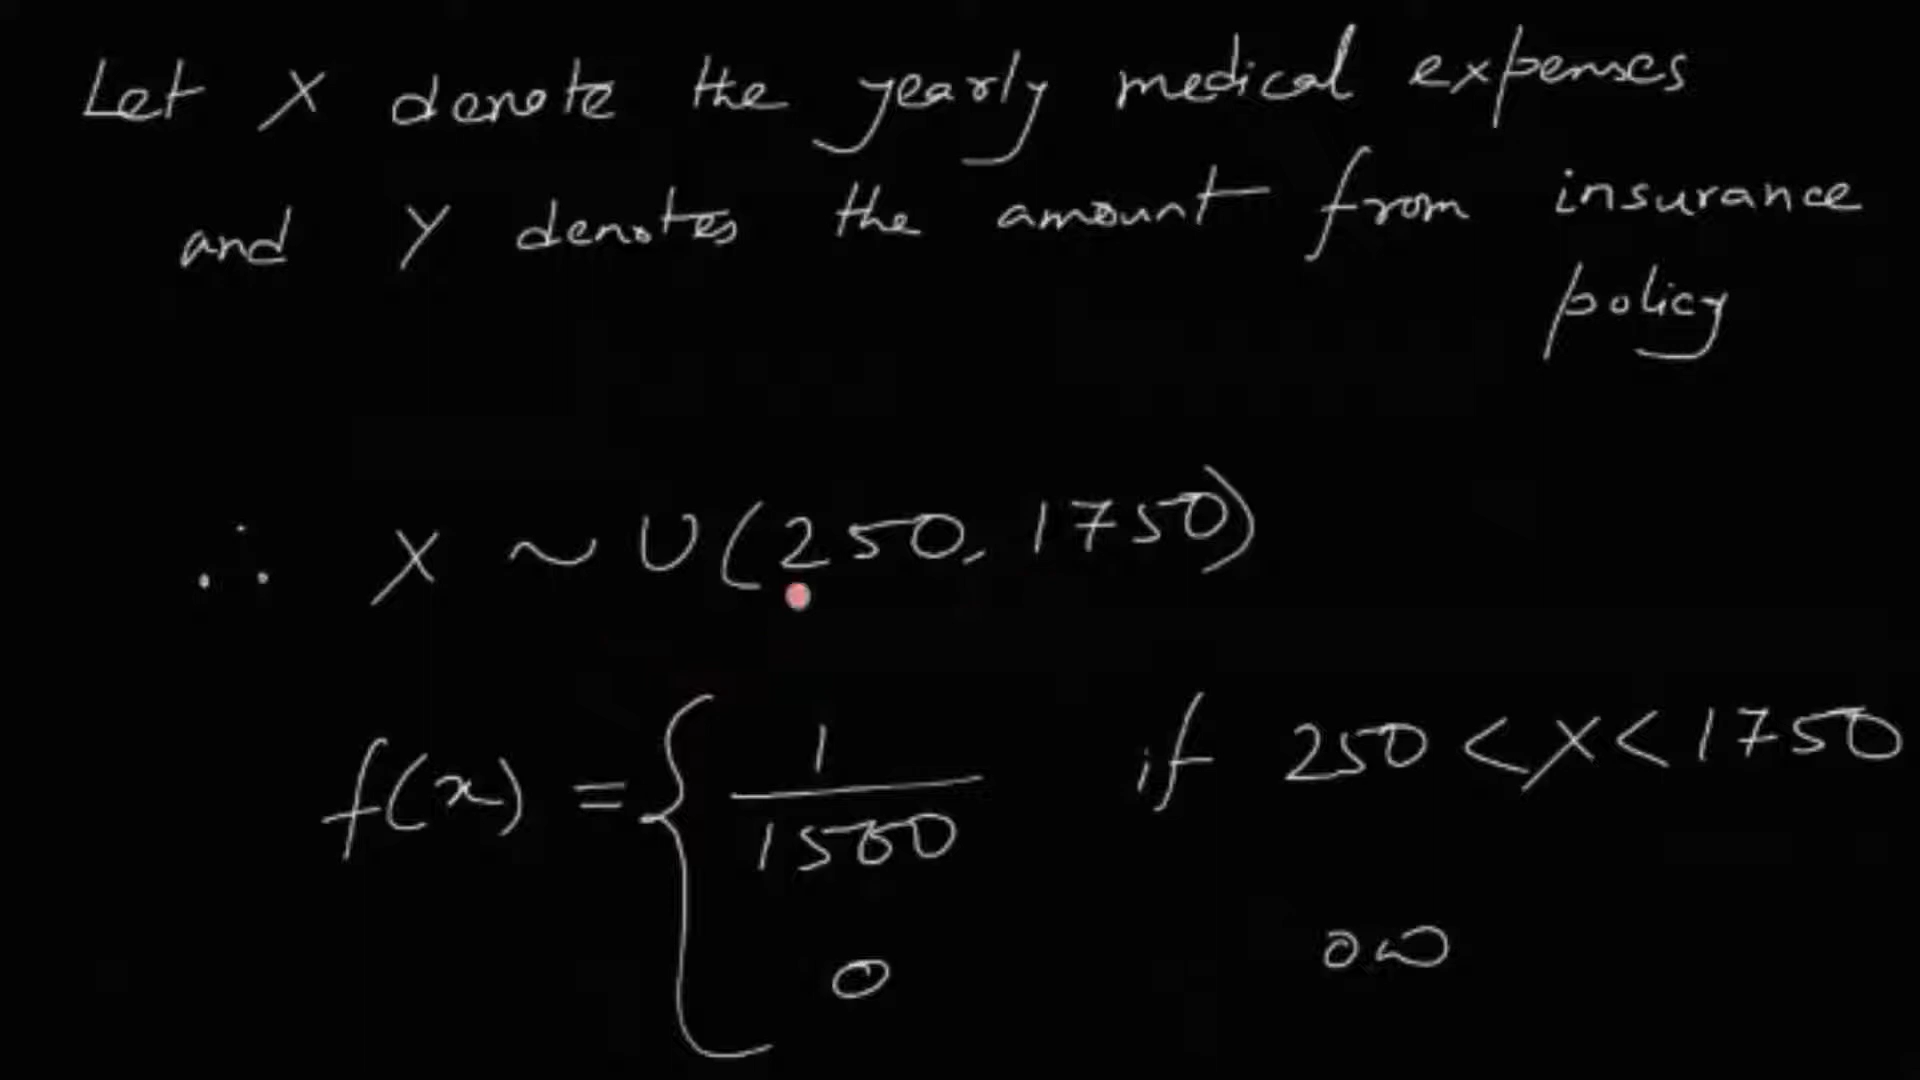 Let X denote the yearly medical expenses
and Y denotes the amount from insurance
policy
∴ X ~ U(250, 1750)
f(x) = { 1/1500 if 250 < X < 1750
0 ow